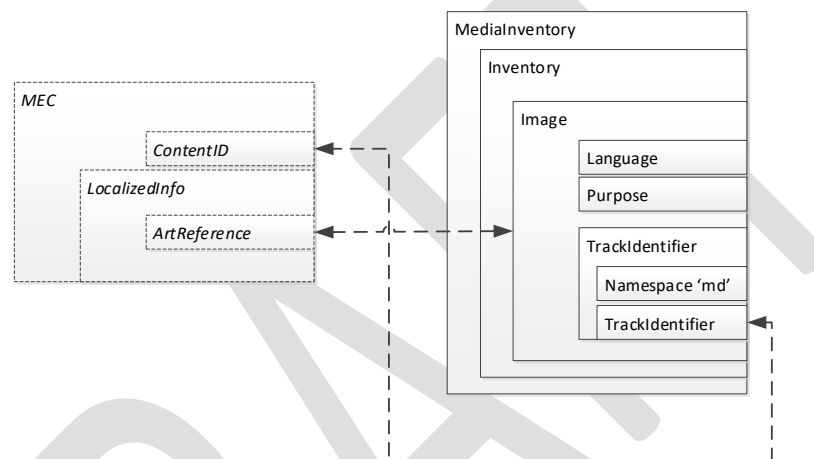 MEC
ContentID
LocalizedInfo
ArtReference
MediaInventory
Inventory
Image
Language
Purpose
TrackIdentifier
Namespace ‘md’
TrackIdentifier